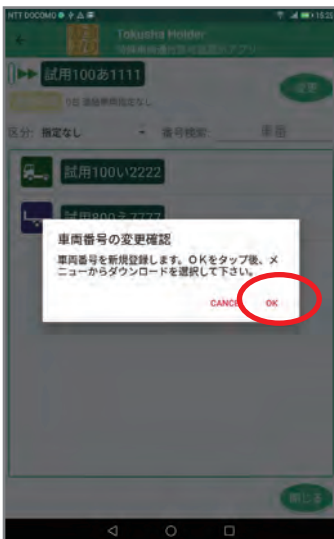 NTT DOCOMO
15:23
Tokusha Holder
試用100あ1111
変更
区分: 指定なし
番号検索:
車番
試用100い2222
試用800え7777
車両番号の変更確認
車両番号を新規登録します。OKをタップ後、メ
ニューからダウンロードを選択して下さい。
CANCEL OK
閉じる